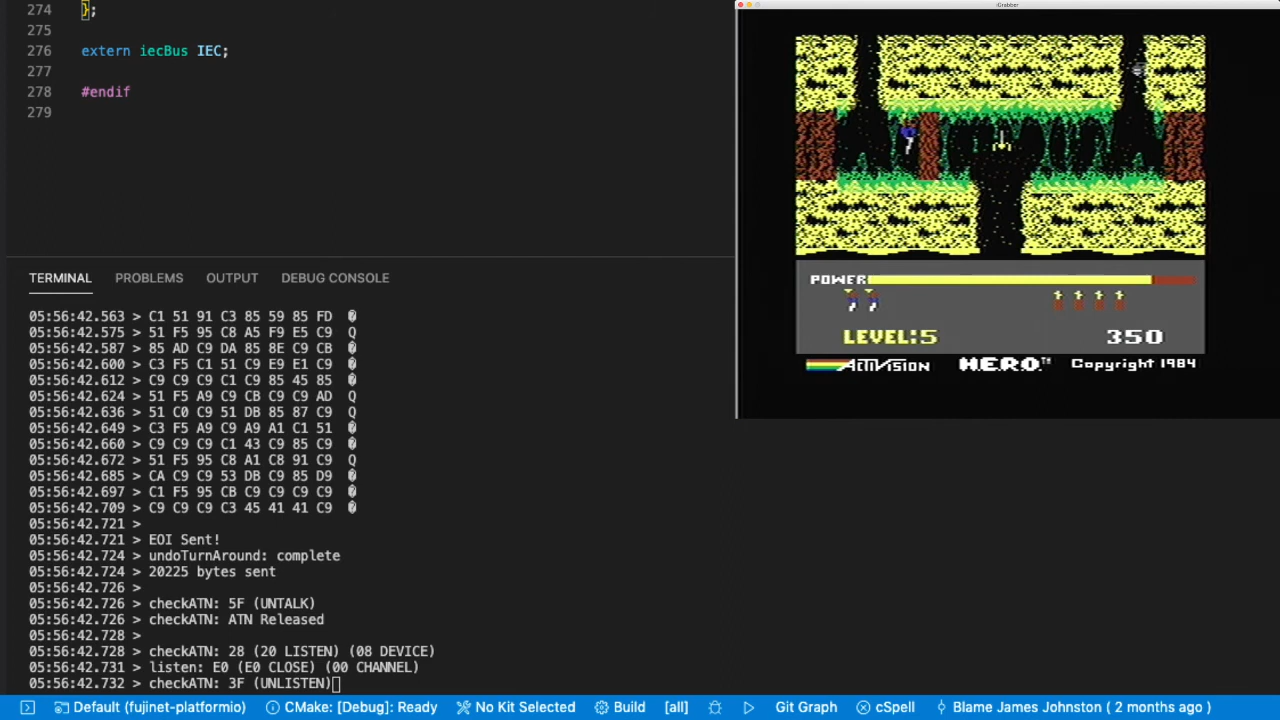 274 };
275
276 extern iecBus IEC;
277
278 #endif
279
iGrabber
POWER
LEVEL:5 350
ACTIVISION H.E.R.O.™ Copyright 1984
TERMINAL PROBLEMS OUTPUT DEBUG CONSOLE
05:56:42.563 > C1 51 91 C3 85 59 85 FD �
05:56:42.575 > 51 F5 95 C8 A5 F9 E5 C9 Q
05:56:42.587 > 85 AD C9 DA 85 8E C9 CB �
05:56:42.600 > C3 F5 C1 51 C9 E9 E1 C9 �
05:56:42.612 > C9 C9 C9 C1 C9 85 45 85 �
05:56:42.624 > 51 F5 A9 C9 CB C9 C9 AD Q
05:56:42.636 > 51 C0 C9 51 DB 85 87 C9 Q
05:56:42.649 > C3 F5 A9 C9 A9 A1 C1 51 �
05:56:42.660 > C9 C9 C9 C1 43 C9 85 C9 �
05:56:42.672 > 51 F5 95 C8 A1 C8 91 C9 Q
05:56:42.685 > CA C9 C9 53 DB C9 85 D9 �
05:56:42.697 > C1 F5 95 CB C9 C9 C9 C9 �
05:56:42.709 > C9 C9 C9 C3 45 41 41 C9 �
05:56:42.721 >
05:56:42.721 > EOI Sent!
05:56:42.724 > undoTurnAround: complete
05:56:42.724 > 20225 bytes sent
05:56:42.726 >
05:56:42.726 > checkATN: 5F (UNTALK)
05:56:42.726 > checkATN: ATN Released
05:56:42.728 >
05:56:42.728 > checkATN: 28 (20 LISTEN) (08 DEVICE)
05:56:42.731 > listen: E0 (E0 CLOSE) (00 CHANNEL)
05:56:42.732 > checkATN: 3F (UNLISTEN)
Default (fujinet-platformio) CMake: [Debug]: Ready No Kit Selected Build [all] Git Graph cSpell Blame James Johnston ( 2 months ago )